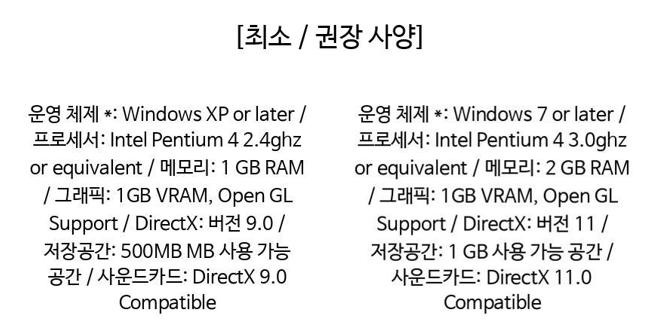 [최소 / 권장 사양]
운영 체제 *: Windows XP or later /
프로세서: Intel Pentium 4 2.4ghz
or equivalent / 메모리: 1 GB RAM
/ 그래픽: 1GB VRAM, Open GL
Support / DirectX: 버전 9.0 /
저장공간: 500MB MB 사용 가능
공간 / 사운드카드: DirectX 9.0
Compatible
운영 체제 *: Windows 7 or later /
프로세서: Intel Pentium 4 3.0ghz
or equivalent / 메모리: 2 GB RAM
/ 그래픽: 1GB VRAM, Open GL
Support / DirectX: 버전 11 /
저장공간: 1 GB 사용 가능 공간 /
사운드카드: DirectX 11.0
Compatible